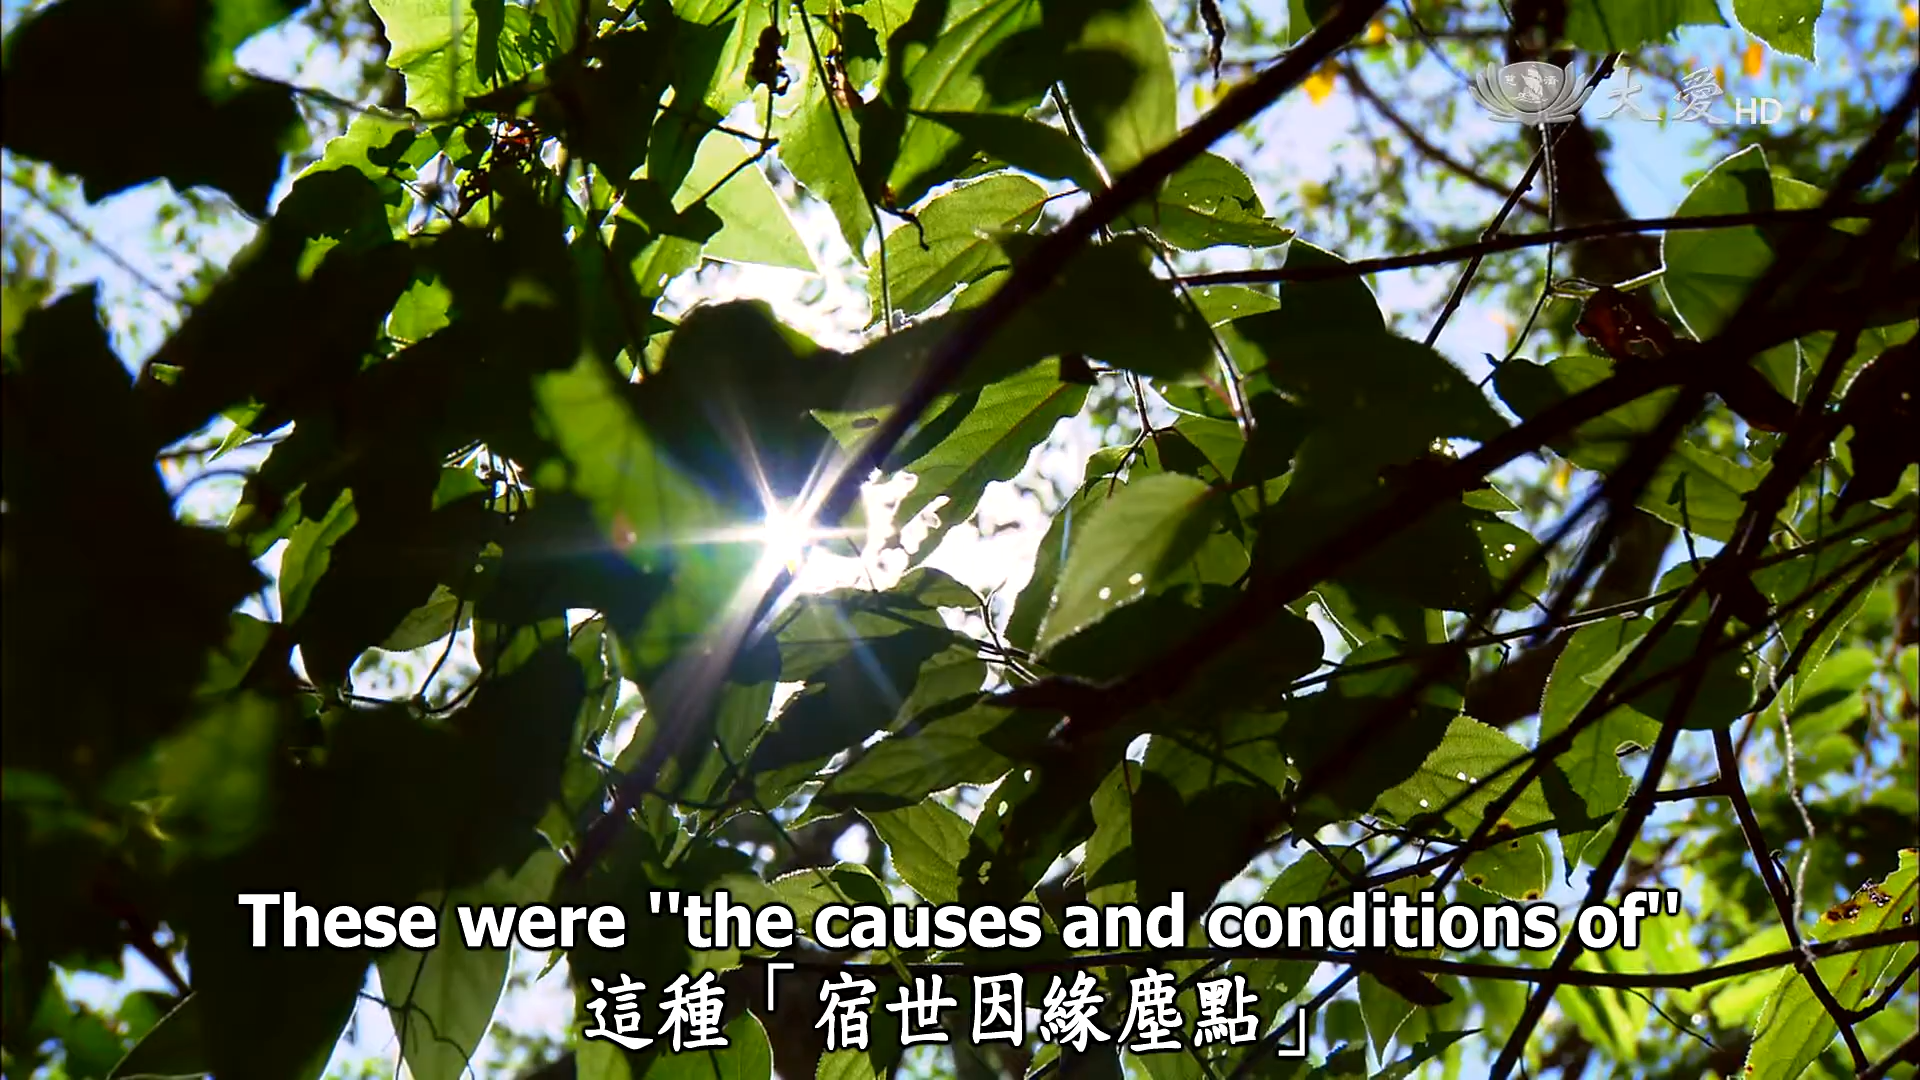 大愛HD
These were "the causes and conditions of"
這種「宿世因緣塵點」